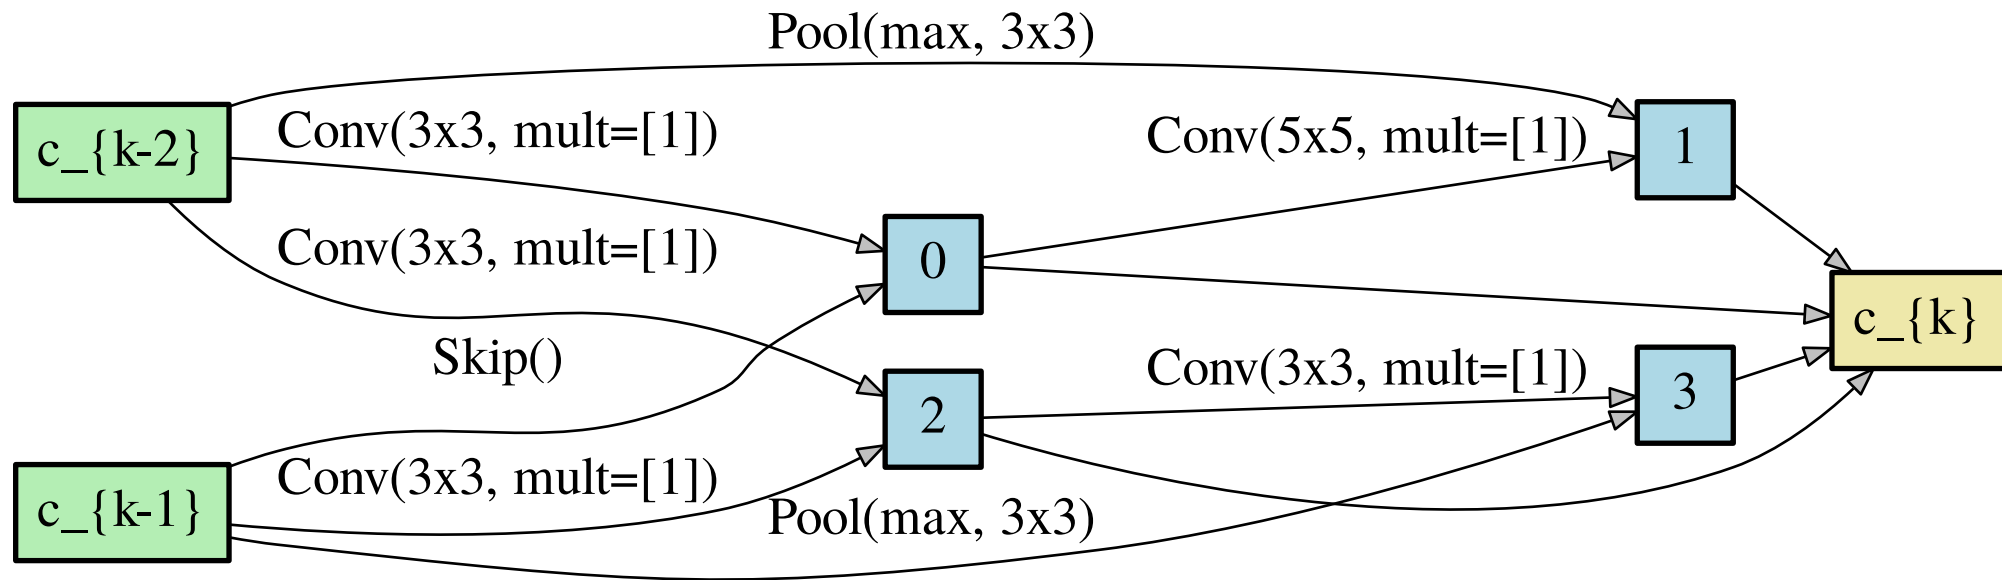 Pool(max, 3x3)
c_{k-2}
Conv(3x3, mult=[1])
Conv(5x5, mult=[1])
1
Conv(3x3, mult=[1])
0
c_{k}
Skip()
Conv(3x3, mult=[1])
3
2
c_{k-1}
Conv(3x3, mult=[1])
Pool(max, 3x3)